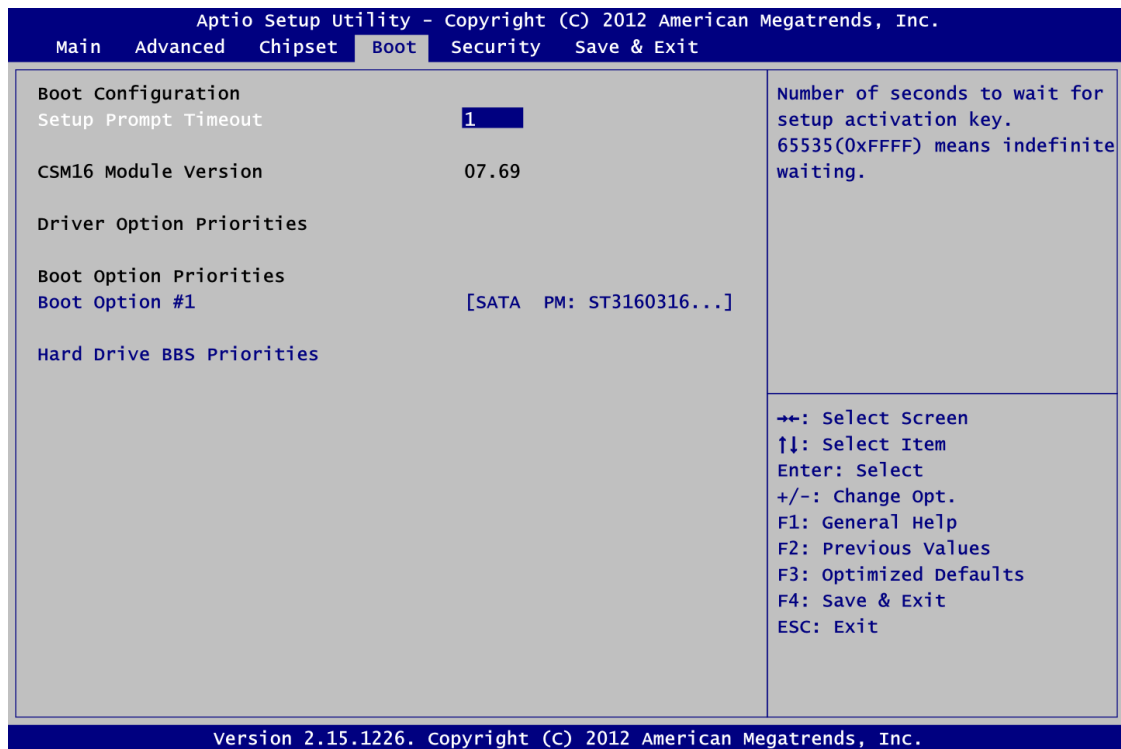 Aptio Setup Utility - Copyright (C) 2012 American Megatrends, Inc.
Main Advanced Chipset Boot Security Save & Exit
Boot Configuration
Setup Prompt Timeout 1
CSM16 Module Version 07.69
Driver Option Priorities
Boot Option Priorities
Boot Option #1 [SATA PM: ST3160316...]
Hard Drive BBS Priorities
Number of seconds to wait for
setup activation key.
65535(0xFFFF) means indefinite
waiting.
→←: Select Screen
↑↓: Select Item
Enter: Select
+/-: Change Opt.
F1: General Help
F2: Previous Values
F3: Optimized Defaults
F4: Save & Exit
ESC: Exit
Version 2.15.1226. Copyright (C) 2012 American Megatrends, Inc.